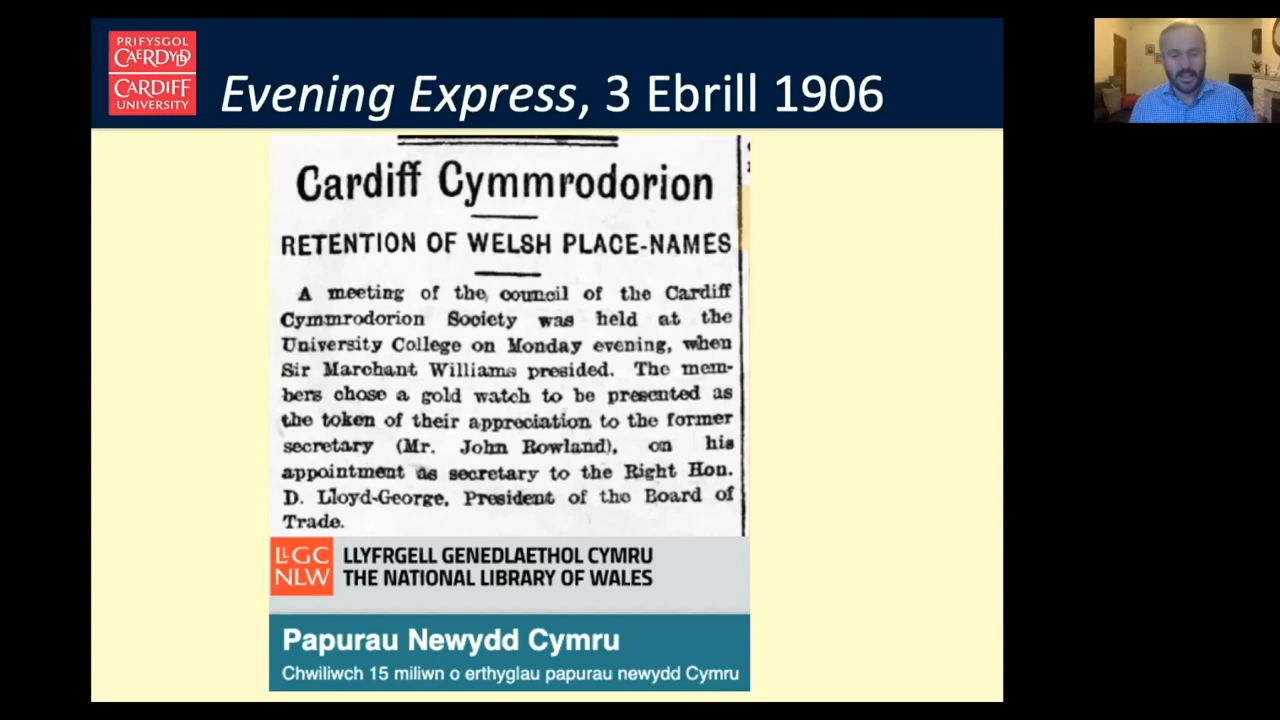 PRIFYSGOL
CAERDYDD
CARDIFF
UNIVERSITY
Evening Express, 3 Ebrill 1906
Cardiff Cymmrodorion
RETENTION OF WELSH PLACE-NAMES
A meeting of the council of the Cardiff
Cymmrodorion Society was held at the
University College on Monday evening, when
Sir Marchant Williams presided. The mem-
bers chose a gold watch to be presented as
the token of their appreciation to the former
secretary (Mr. John Rowland), on his
appointment as secretary to the Right Hon.
D. Lloyd-George, President of the Board of
Trade.
LLGC
NLW
LLYFRGELL GENEDLAETHOL CYMRU
THE NATIONAL LIBRARY OF WALES
Papurau Newydd Cymru
Chwiliwch 15 miliwn o erthyglau papurau newydd Cymru